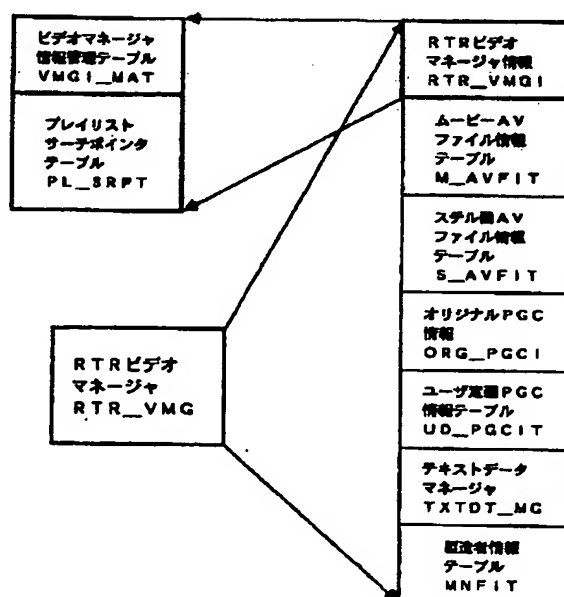 ビデオマネージャ
情報管理テーブル
VMGI_MAT
プレイリスト
サーチポインタ
テーブル
PL_SRPT
RTRビデオ
マネージャ
RTR_VMG
RTRビデオ
マネージャ情報
RTR_VMGI
ムービーAV
ファイル情報
テーブル
M_AVFIT
スチル画AV
ファイル情報
テーブル
S_AVFIT
オリジナルPGC
情報
ORG_PGCI
ユーザ定義PGC
情報テーブル
UD_PGCIT
テキストデータ
マネージャ
TXTDT_MG
製造者情報
テーブル
MNFIT